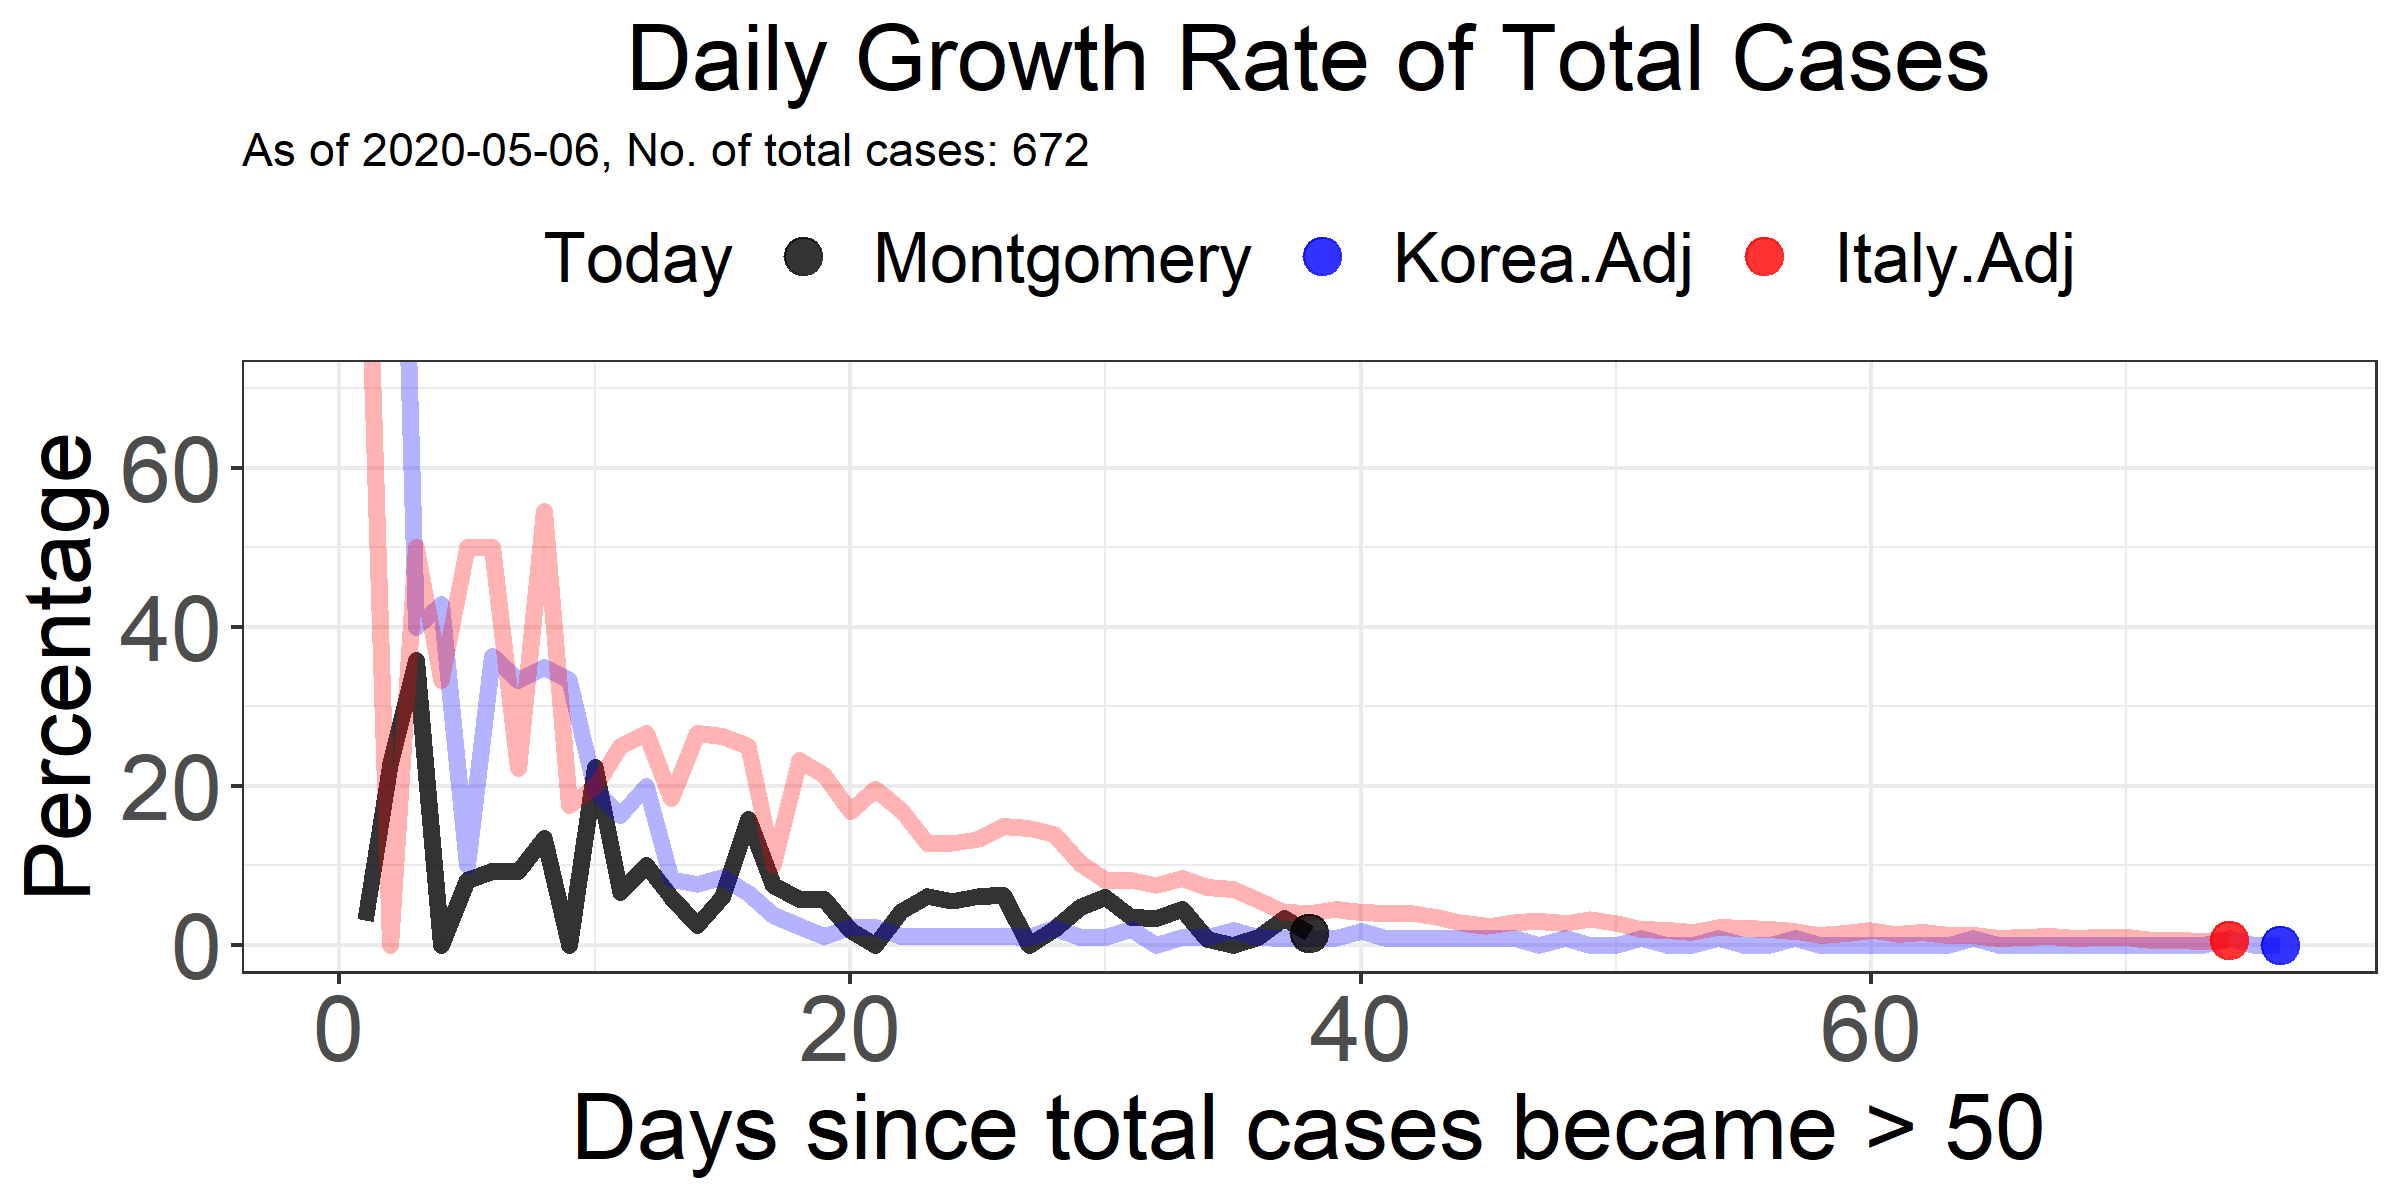 Daily Growth Rate of Total Cases
As of 2020-05-06, No. of total cases: 672
Today Montgomery Korea.Adj Italy.Adj
Percentage
60
40
20
0
0 20 40 60
Days since total cases became > 50